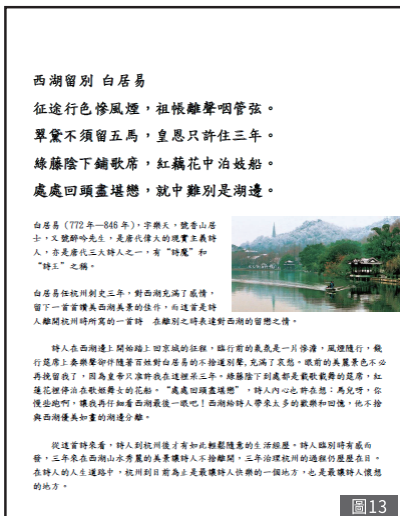 西湖留別 白居易
征途行色慘風煙，祖帳離聲咽管弦。
翠黛不須留五馬，皇恩只許住三年。
綠藤陰下鋪歌席，紅藕花中泊妓船。
處處回頭盡堪戀，就中難別是湖邊。
白居易（772 年—846 年），字樂天，號香山居
士，又號醉吟先生，是唐代偉大的現實主義詩
人，亦是唐代三大詩人之一，有“詩魔”和
“詩王”之稱。
白居易任杭州刺史三年，對西湖充滿了感情，
留下一首首讚美西湖美景的佳作，而這首是詩
人離開杭州時所寫的一首詩　在離別之時表達對西湖的留戀之情。
詩人在西湖邊上開始踏上回京城的征程，臨行前的氣氛是一片慘澹，風煙隨行，餞
行筵席上奏樂聲卻伴隨著百姓對白居易的不捨道別聲,充滿了哀愁。眼前的美麗景色不必
再挽留我了，因為皇帝只准許我在這裡呆三年。綠藤陰下到處都是載歌載舞的筵席，紅
蓮花裡停泊在歌姬舞女的花船。“處處回頭盡堪戀”，詩人內心也許在想：馬兒呀，你
慢些跑啊，讓我再仔細看西湖最後一眼吧！西湖給詩人帶來太多的歡樂和回憶，他不捨
與西湖優美如畫的湖邊分離。
從這首詩來看，詩人到杭州後才有如此輕鬆隨意的生活經歷。詩人臨別時有感而
發，三年來在西湖山水秀麗的美景讓詩人不捨離開，三年治理杭州的過程仍歷歷在目。
在詩人的人生道路中，杭州到目前為止是最讓詩人快樂的一個地方，也是最讓詩人懷想
的地方。
圖13